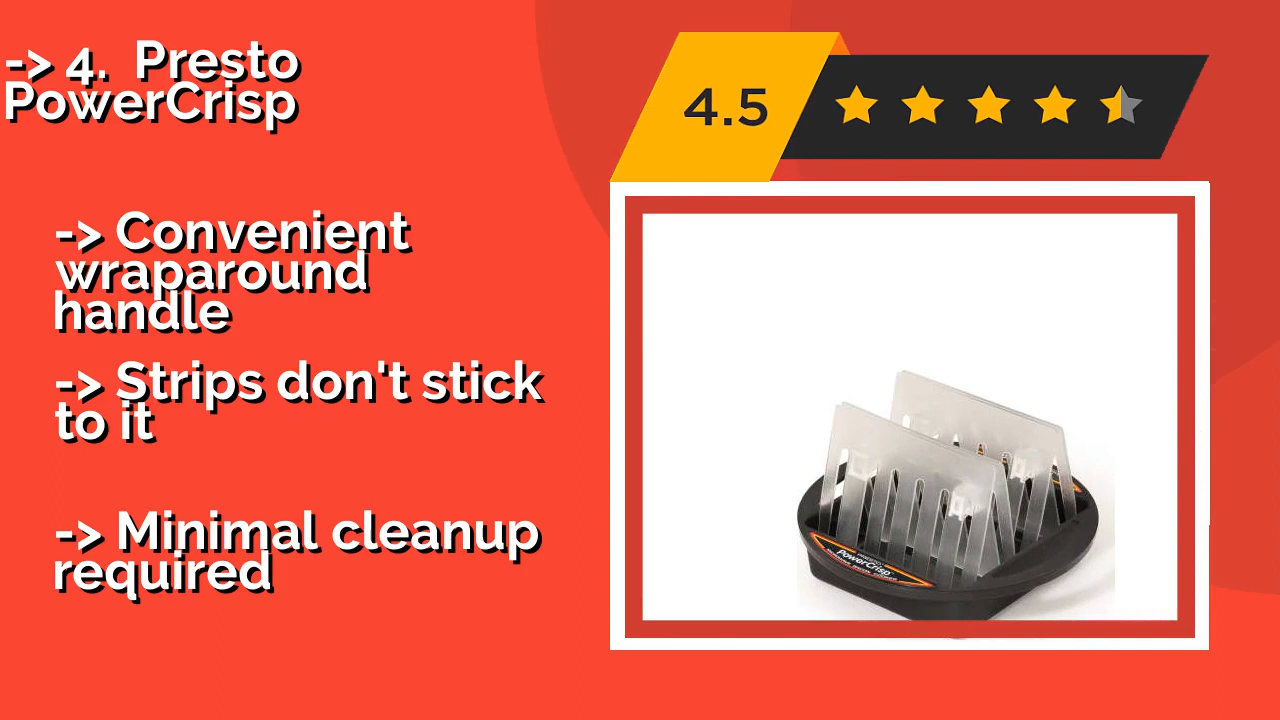 -> 4.  Presto
PowerCrisp
4.5
-> Convenient
wraparound
handle
-> Strips don't stick
to it
-> Minimal cleanup
required
PowerCrisp